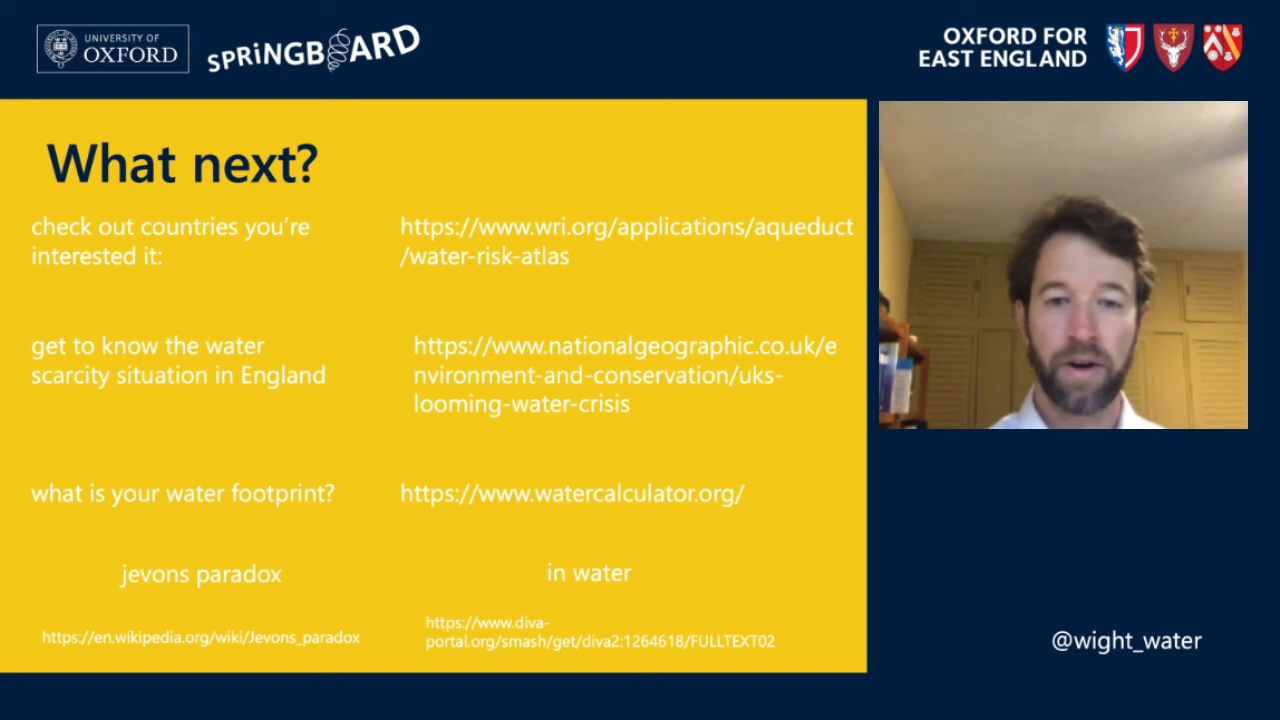 UNIVERSITY OF
OXFORD
SPRiNGBOARD
OXFORD FOR
EAST ENGLAND
What next?
check out countries you're
interested it:
https://www.wri.org/applications/aqueduct
/water-risk-atlas
get to know the water
scarcity situation in England
https://www.nationalgeographic.co.uk/e
nvironment-and-conservation/uks-
looming-water-crisis
what is your water footprint?
https://www.watercalculator.org/
jevons paradox
in water
https://en.wikipedia.org/wiki/Jevons_paradox
https://www.diva-
portal.org/smash/get/diva2:1264618/FULLTEXT02
@wight_water